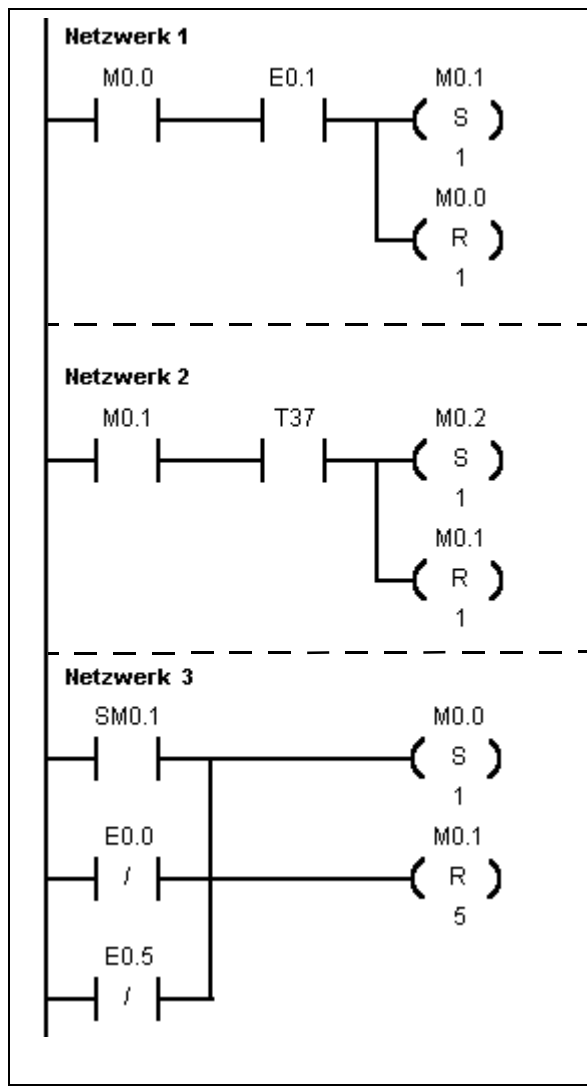 Netzwerk 1
M0.0 E0.1 M0.1
S
1
M0.0
R
1
Netzwerk 2
M0.1 T37 M0.2
S
1
M0.1
R
1
Netzwerk 3
SM0.1 M0.0
S
1
E0.0 M0.1
/ R
5
E0.5
/